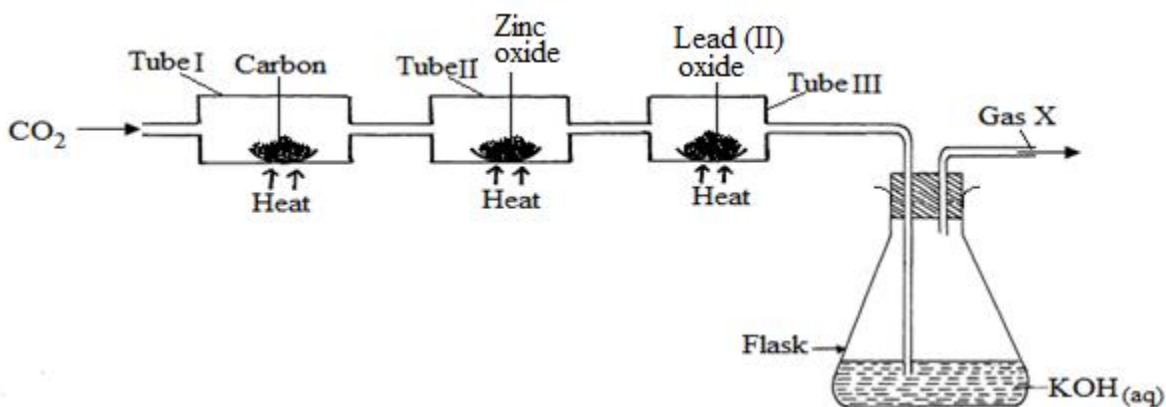 Tube I
Carbon
Tube II
Zinc
oxide
Lead (II)
oxide
Tube III
CO₂
Gas X
Heat
Heat
Heat
Flask
KOH (aq)